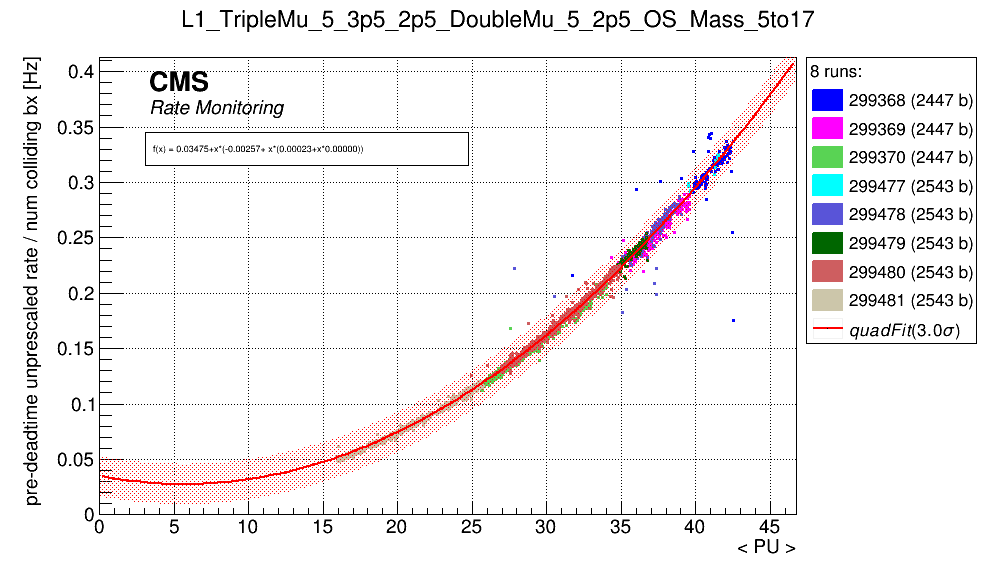 L1_TripleMu_5_3p5_2p5_DoubleMu_5_2p5_OS_Mass_5to17
pre-deadtime unprescaled rate / num colliding bx [Hz]
CMS
Rate Monitoring
f(x) = 0.03475+x*(-0.00257+ x*(0.00023+x*0.00000))
0.4
0.35
0.3
0.25
0.2
0.15
0.1
0.05
0
0 5 10 15 20 25 30 35 40 45
< PU >
8 runs:
299368 (2447 b)
299369 (2447 b)
299370 (2447 b)
299477 (2543 b)
299478 (2543 b)
299479 (2543 b)
299480 (2543 b)
299481 (2543 b)
quadFit(3.0σ)